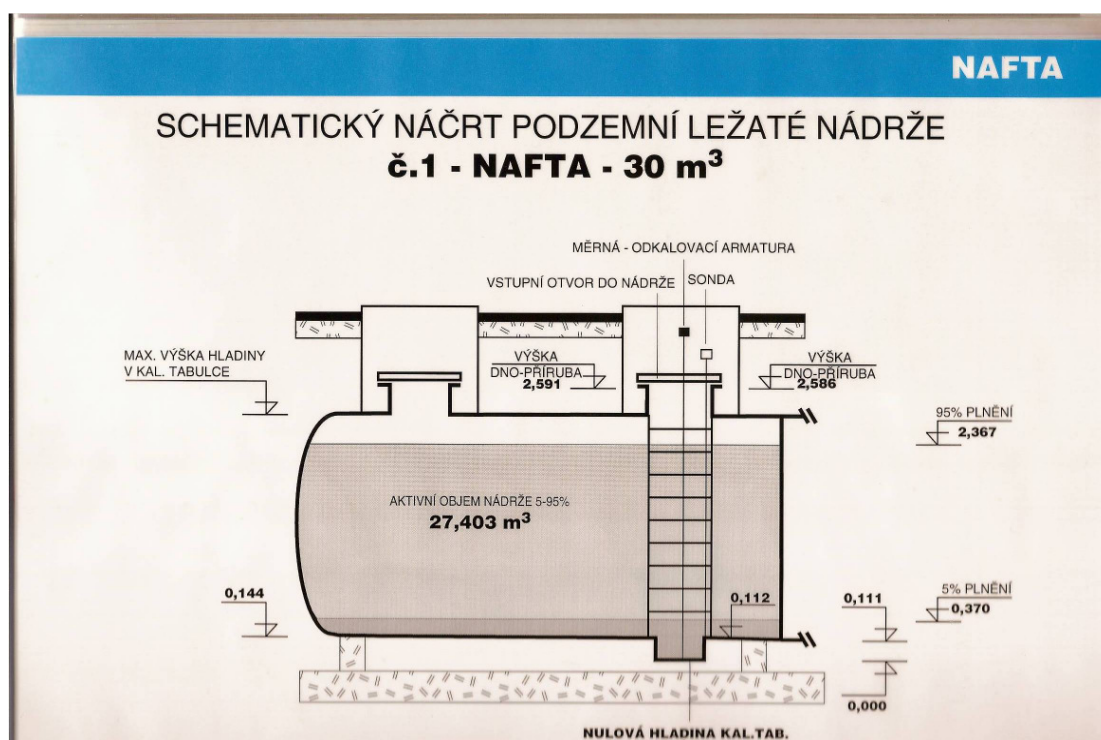 NAFTA
SCHEMATICKÝ NÁČRT PODZEMNÍ LEŽATÉ NÁDRŽE
č.1 - NAFTA - 30 m³
MĚRNÁ - ODKALOVACÍ ARMATURA
VSTUPNÍ OTVOR DO NÁDRŽE
SONDA
MAX. VÝŠKA HLADINY
V KAL. TABULCE
VÝŠKA
DNO-PŘÍRUBA
2,591
VÝŠKA
DNO-PŘÍRUBA
2,586
95% PLNĚNÍ
2,367
AKTIVNÍ OBJEM NÁDRŽE 5-95%
27,403 m³
0,144
0,112
0,111
5% PLNĚNÍ
0,370
0,000
NULOVÁ HLADINA KAL.TAB.